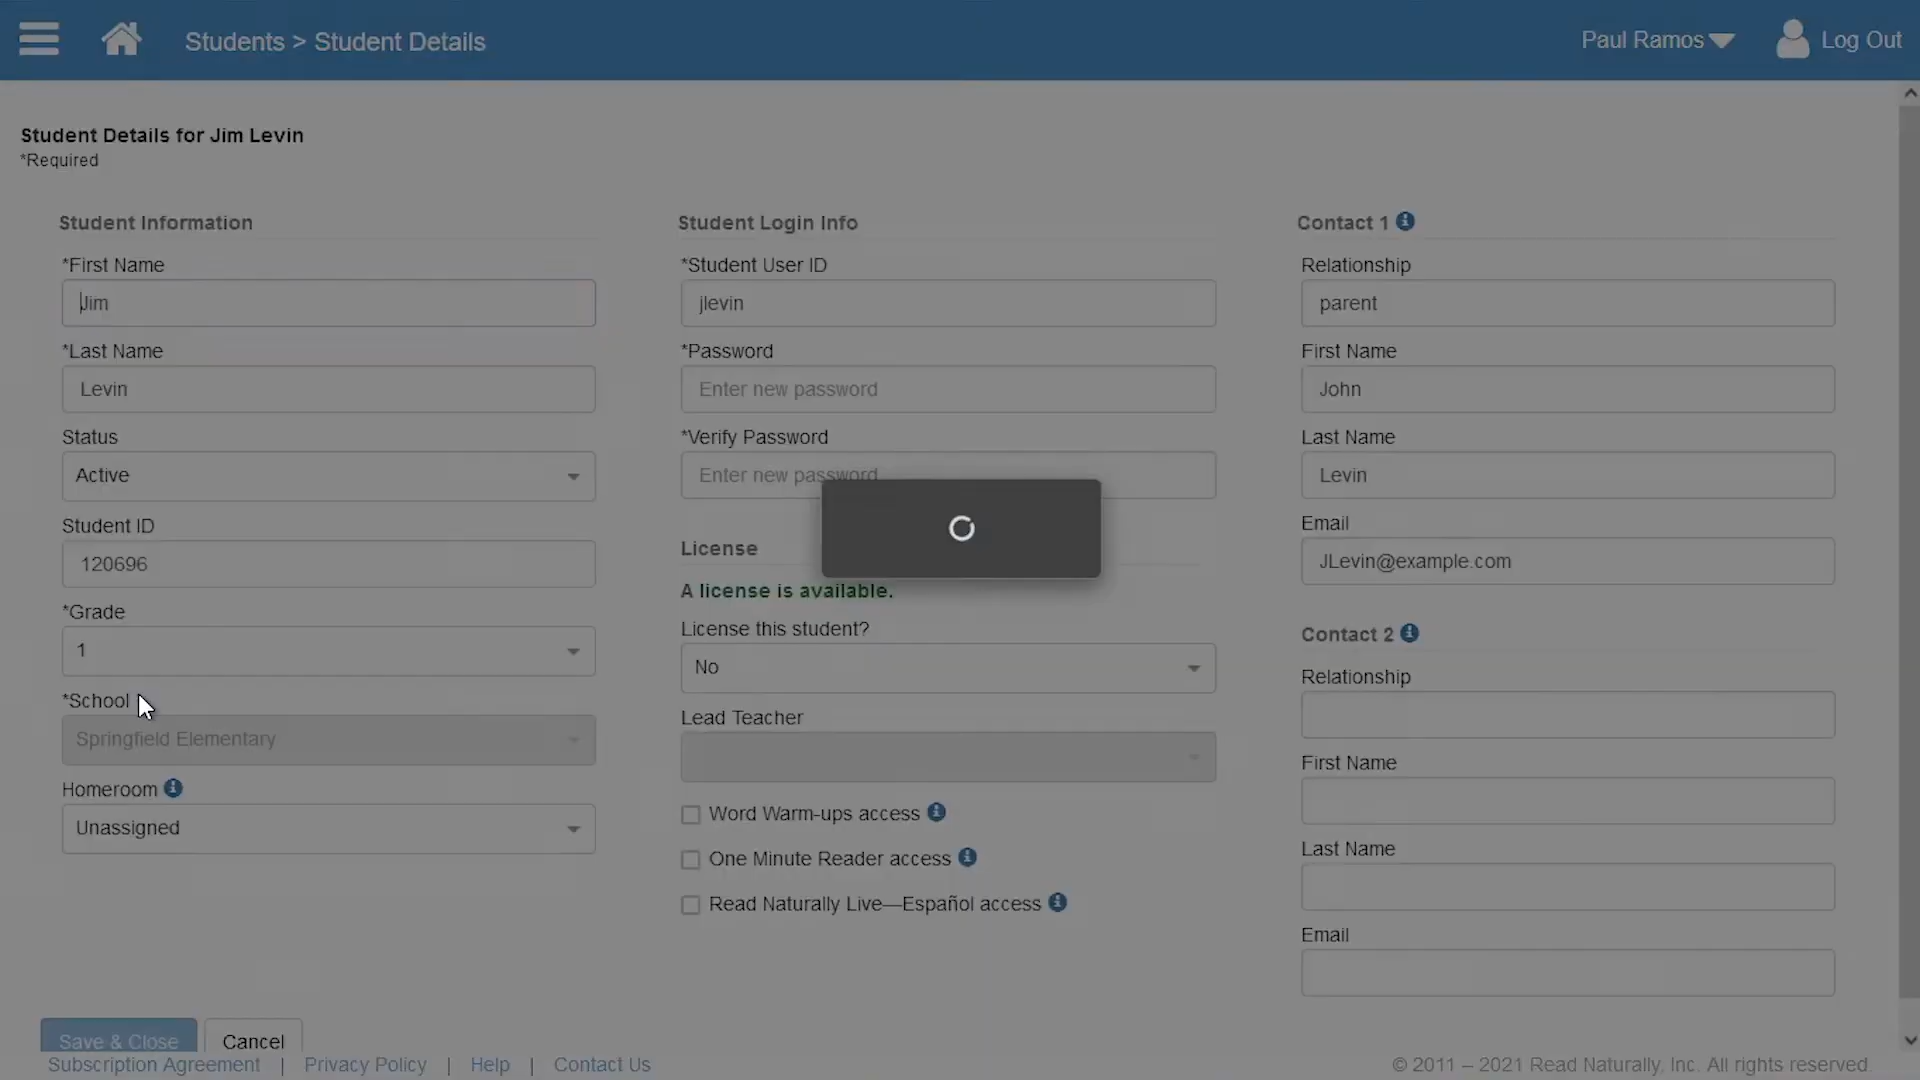 Students > Student Details
Paul Ramos
Log Out
Student Details for Jim Levin
*Required
Student Information
*First Name
Jim
*Last Name
Levin
Status
Active
Student ID
120696
*Grade
1
*School
Springfield Elementary
Homeroom
Unassigned
Student Login Info
*Student User ID
jlevin
*Password
Enter new password
*Verify Password
Enter new password
License
A license is available.
License this student?
No
Lead Teacher
Word Warm-ups access
One Minute Reader access
Read Naturally Live—Español access
Contact 1
Relationship
parent
First Name
John
Last Name
Levin
Email
JLevin@example.com
Contact 2
Relationship
First Name
Last Name
Email
Save & Close
Cancel
Subscription Agreement | Privacy Policy | Help | Contact Us
© 2011 – 2021 Read Naturally, Inc. All rights reserved.